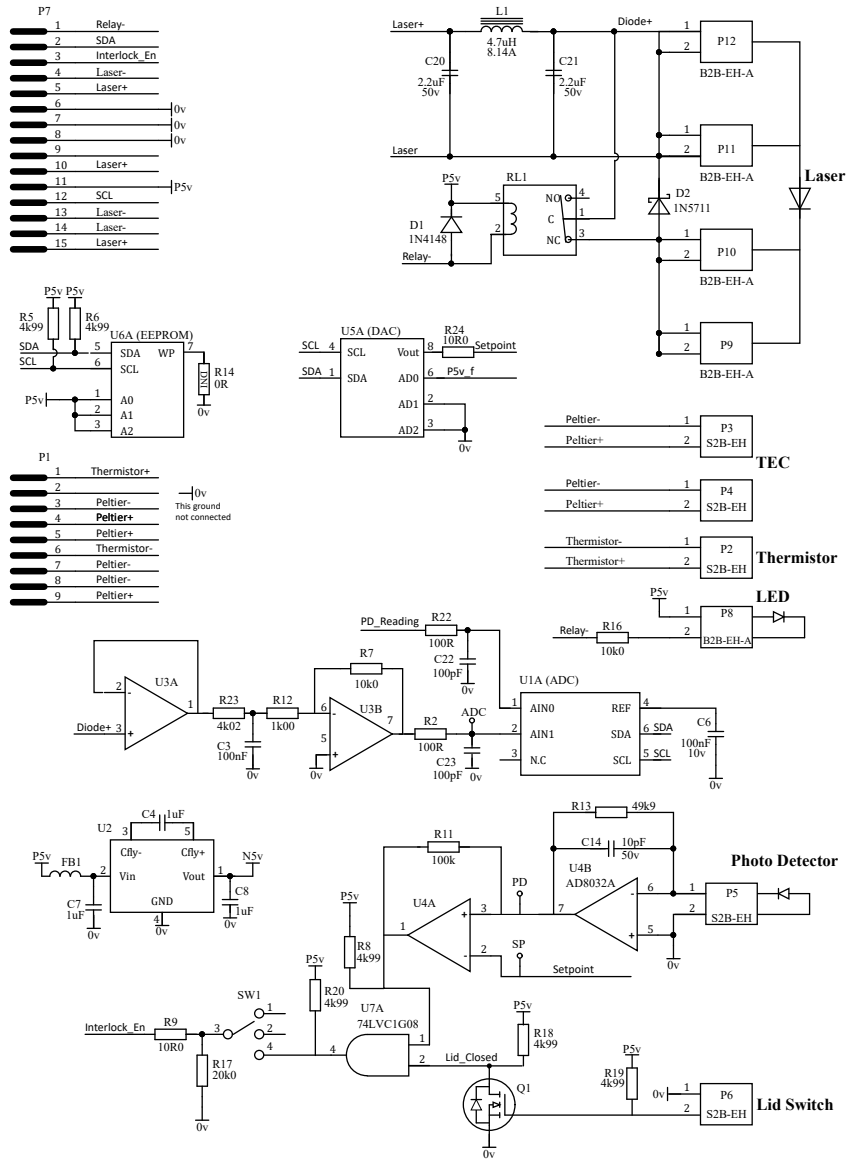 P7
1 Relay-
2 SDA
3 Interlock_En
4 Laser-
5 Laser+
6 0v
7 0v
8 0v
9
10 Laser+
11 P5v
12 SCL
13 Laser-
14 Laser-
15 Laser+
Laser+ L1 Diode+
4.7uH
8.14A
C20
2.2uF
50v
C21
2.2uF
50v
Laser
1 P12
2
B2B-EH-A
1
2 P11
B2B-EH-A
Laser
RL1
P5v
5 NO 4
C 1
2 NC 3
D1
1N4148
Relay-
D2
1N5711
1
2 P10
B2B-EH-A
1
2 P9
B2B-EH-A
P5v P5v
R5
4k99
R6
4k99
U6A (EEPROM)
SDA 5 SDA WP 7
SCL 6 SCL
P5v 1 A0
2 A1
3 A2
R14
0R
DNI
0v
U5A (DAC)
SCL 4 SCL Vout 8
SDA 1 SDA AD0 6 P5v_f
AD1 2
AD2 3
0v
R24
10R0
Setpoint
Peltier- 1 P3
Peltier+ 2 S2B-EH
TEC
Peltier- 1 P4
Peltier+ 2 S2B-EH
Thermistor- 1 P2
Thermistor+ 2 S2B-EH
Thermistor
P1
1 Thermistor+
2
3 Peltier-
4 Peltier+
5 Peltier+
6 Thermistor-
7 Peltier-
8 Peltier-
9 Peltier+
0v
This ground
not connected
LED
P5v
1 P8
Relay- R16 2 B2B-EH-A
10k0
PD_Reading R22
100R
C22
100pF
0v
U3A
2 -
Diode+ 3 +
1
R23
4k02
R12
1k00
C3
100nF
0v
R7
10k0
U3B
6 -
5 +
7
0v
R2
100R
ADC
C23
100pF
0v
U1A (ADC)
1 AIN0 REF 4
2 AIN1 SDA 6 SDA
3 N.C SCL 5 SCL
C6
100nF
10v
0v
C4 1uF
U2
3 5
Cfly- Cfly+
P5v FB1 2 Vin Vout 1 N5v
GND
4
0v
C7
1uF
0v
C8
1uF
0v
R13 49k9
C14 10pF
50v
U4B
AD8032A
7
- 6
+ 5
0v
Photo Detector
1 P5
2 S2B-EH
R11
100k
U4A
1
+ 3
- 2
PD
SP
Setpoint
P5v
R8
4k99
P5v
R20
4k99
U7A
74LVC1G08
4
1
2
Lid_Closed
SW1
Interlock_En R9
10R0
3 1
2
4
R17
20k0
0v
P5v
R18
4k99
Q1
0v
P5v
R19
4k99
0v 1 P6
2 S2B-EH
Lid Switch